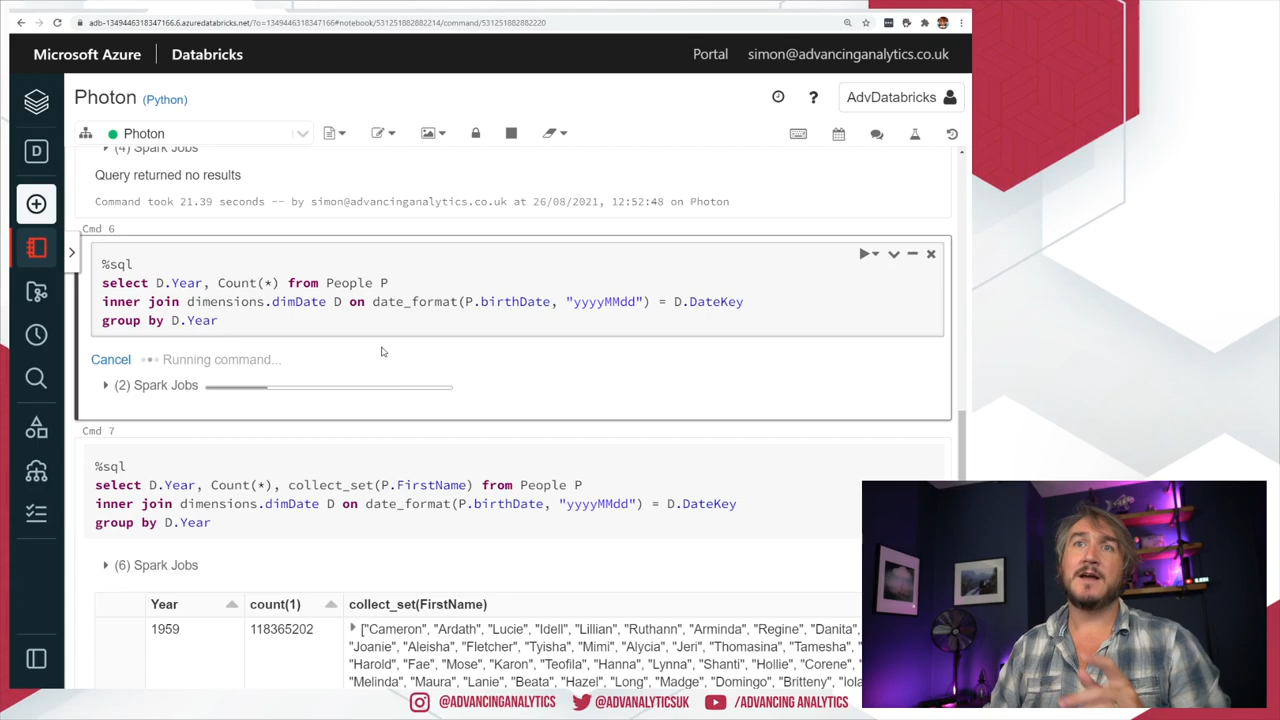 adb-1349446318347166.6.azuredatabricks.net/?o=1349446318347166#notebook/531251882882214/command/531251882882220
Microsoft Azure Databricks Portal simon@advancinganalytics.co.uk
Photon (Python) ? AdvDatabricks
Photon
D
(4) Spark Jobs
Query returned no results
Command took 21.39 seconds -- by simon@advancinganalytics.co.uk at 26/08/2021, 12:52:48 on Photon
Cmd 6
%sql
select D.Year, Count(*) from People P
inner join dimensions.dimDate D on date_format(P.birthDate, "yyyyMMdd") = D.DateKey
group by D.Year
Cancel Running command...
(2) Spark Jobs
Cmd 7
%sql
select D.Year, Count(*), collect_set(P.FirstName) from People P
inner join dimensions.dimDate D on date_format(P.birthDate, "yyyyMMdd") = D.DateKey
group by D.Year
(6) Spark Jobs
Year count(1) collect_set(FirstName)
1959 118365202 ["Cameron", "Ardath", "Lucie", "Idell", "Lillian", "Ruthann", "Arminda", "Regine", "Danita",
"Joanie", "Aleisha", "Fletcher", "Tyisha", "Mimi", "Alycia", "Jeri", "Thomasina", "Tamesha",
"Harold", "Fae", "Mose", "Karon", "Teofila", "Hanna", "Lynna", "Shanti", "Hollie", "Corene",
"Melinda", "Maura", "Lanie", "Beata", "Hazel", "Long", "Madge", "Domingo", "Britteny",
@ADVANCINGANALYTICS @ADVANALYTICSUK /ADVANCING ANALYTICS